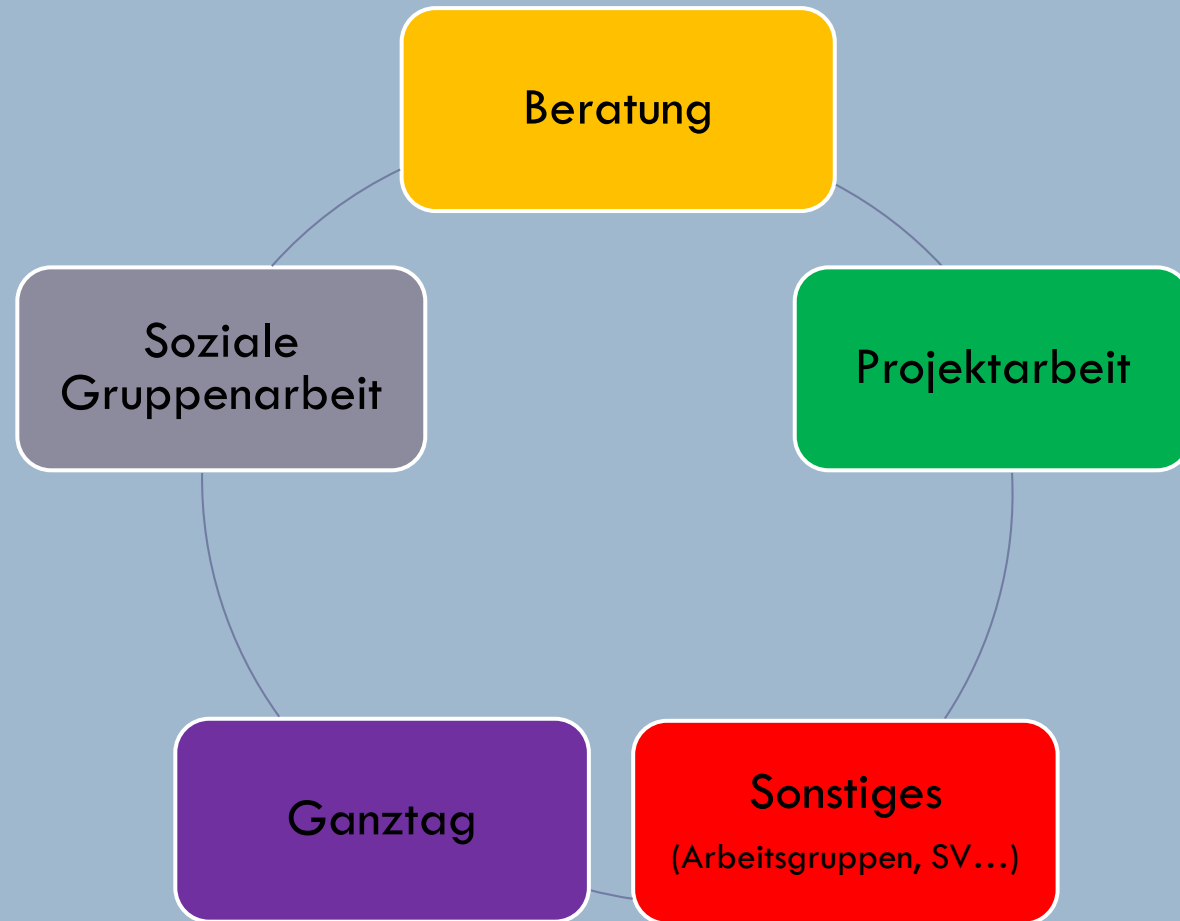 Beratung
Projektarbeit
Sonstiges
(Arbeitsgruppen, SV...)
Ganztag
Soziale
Gruppenarbeit